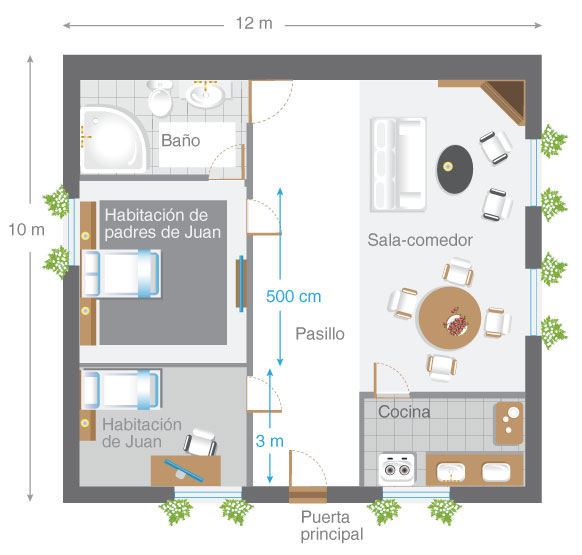 12 m
10 m
Baño
Habitación de
padres de Juan
Sala-comedor
500 cm
Pasillo
Habitación
de Juan
3 m
Cocina
Puerta
principal